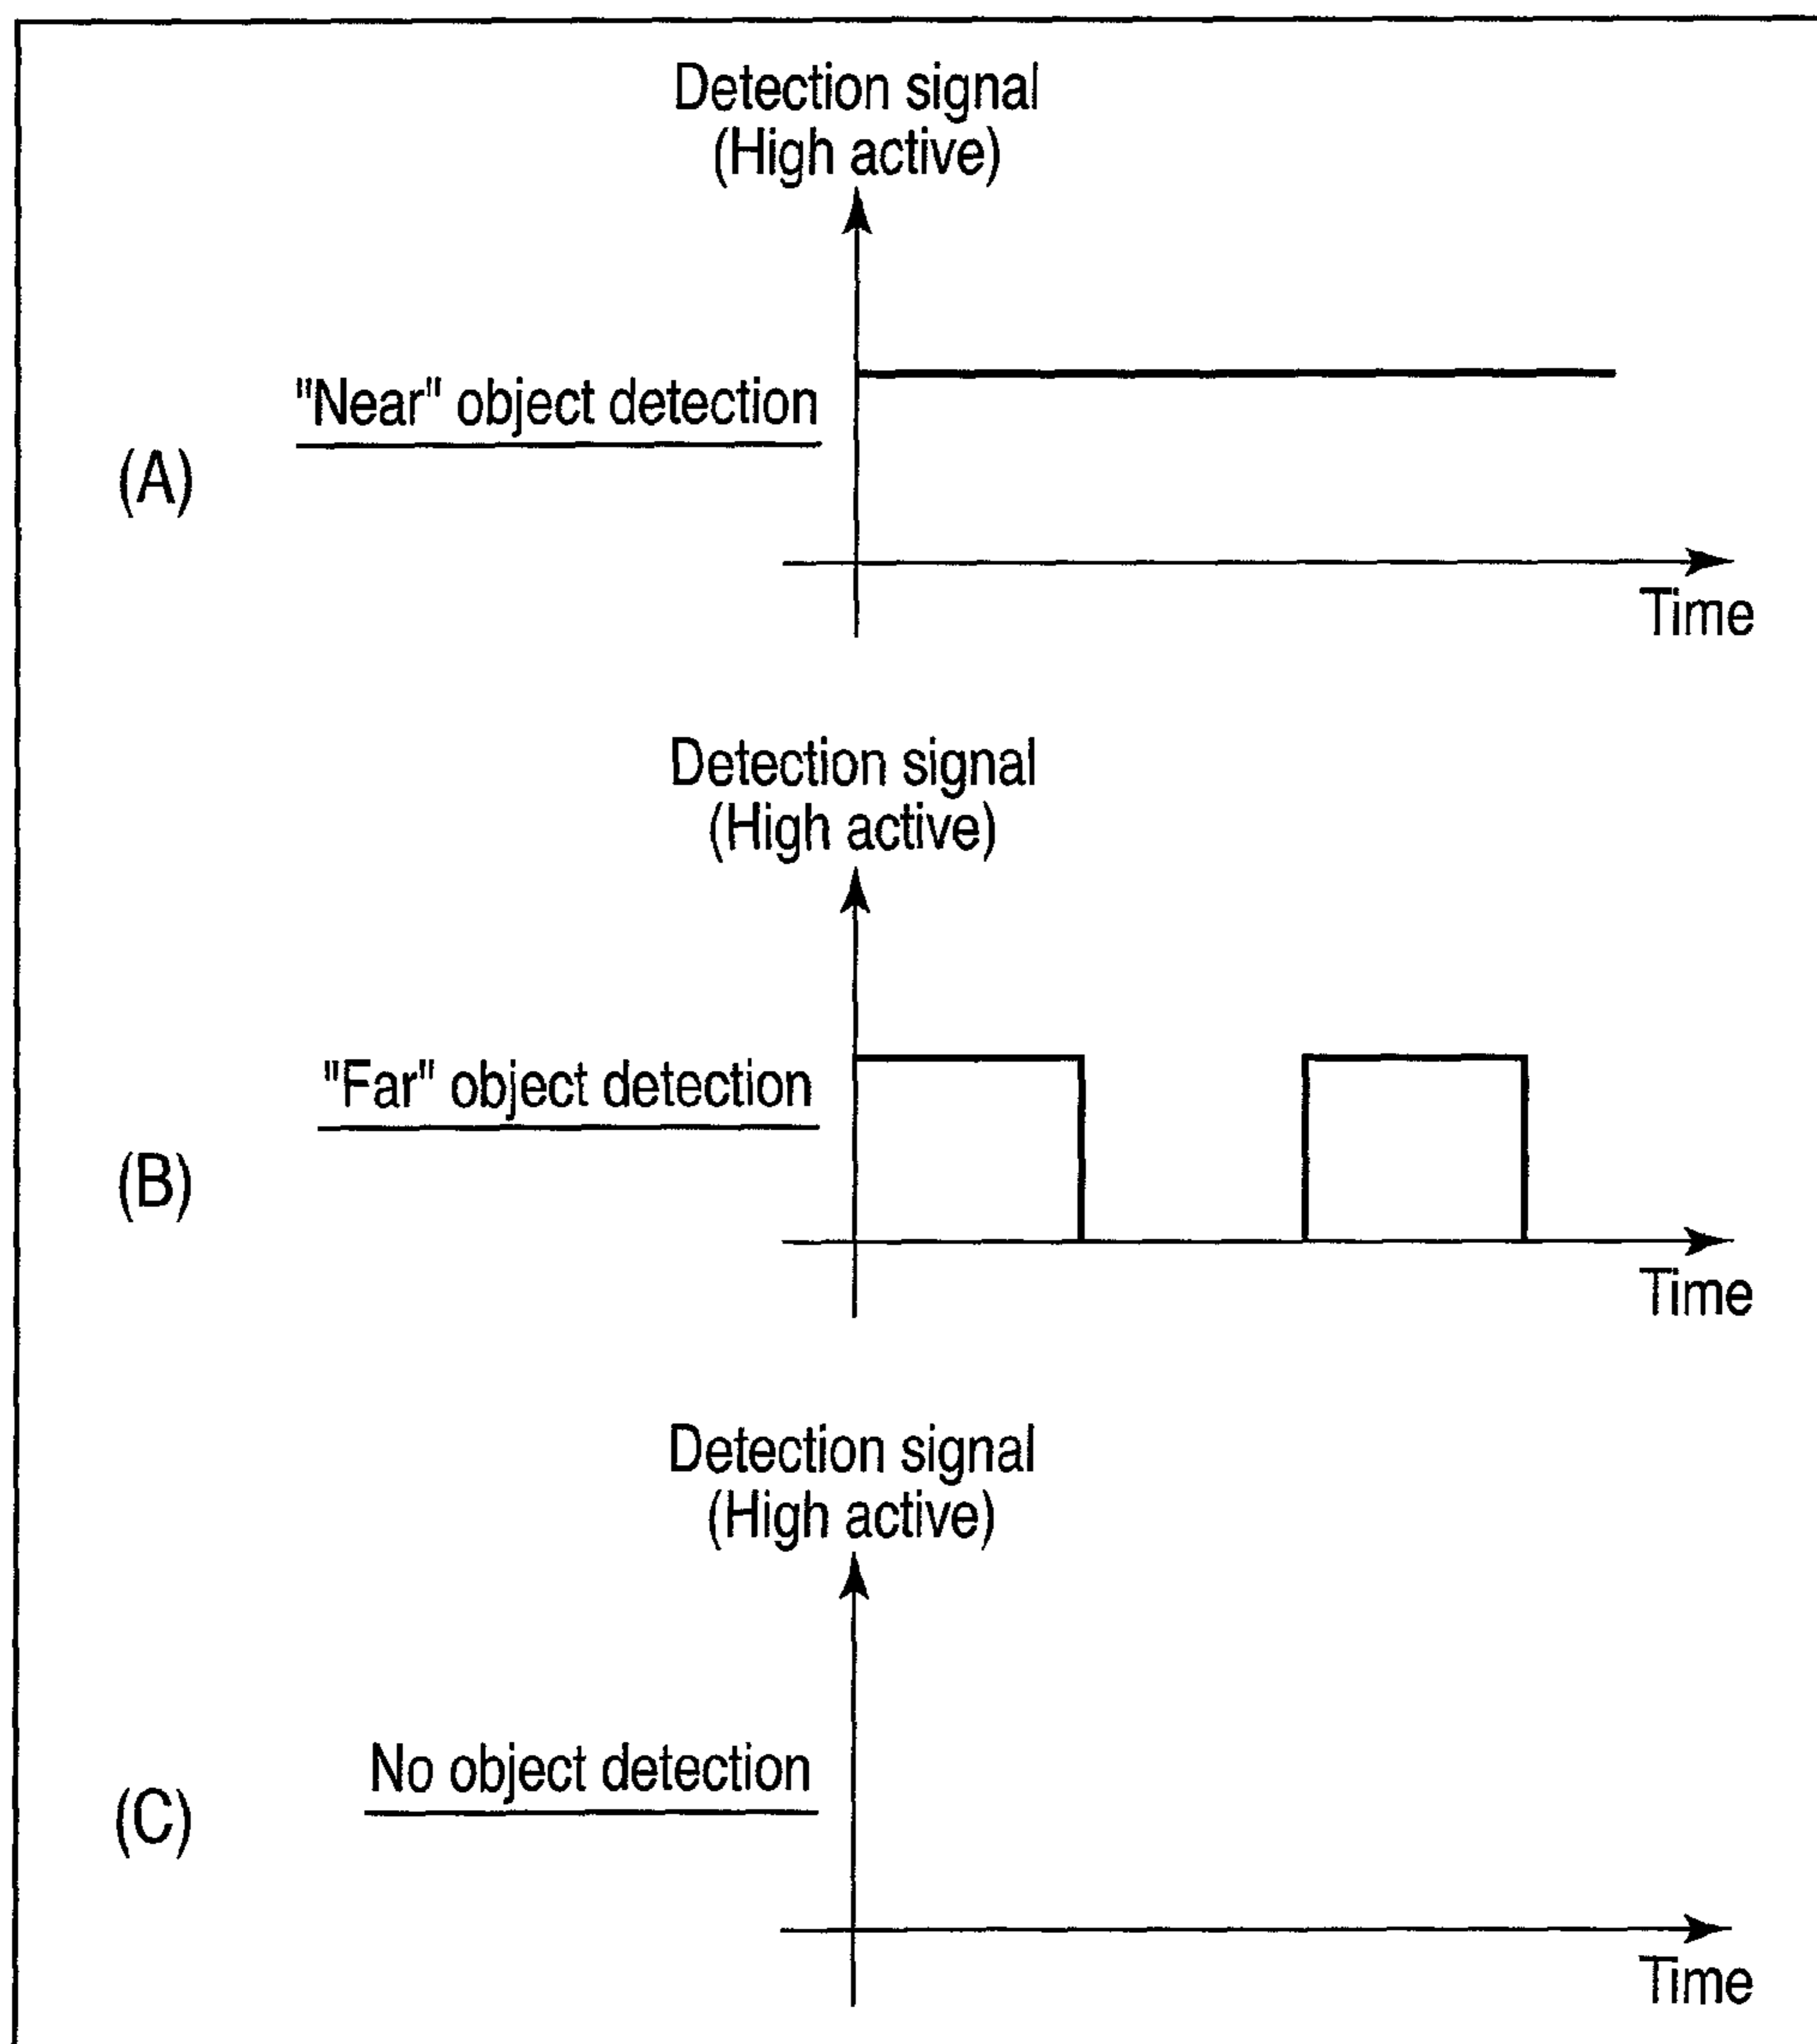 Detection signal
(High active)
"Near" object detection
(A)
Time
Detection signal
(High active)
"Far" object detection
(B)
Time
Detection signal
(High active)
No object detection
(C)
Time